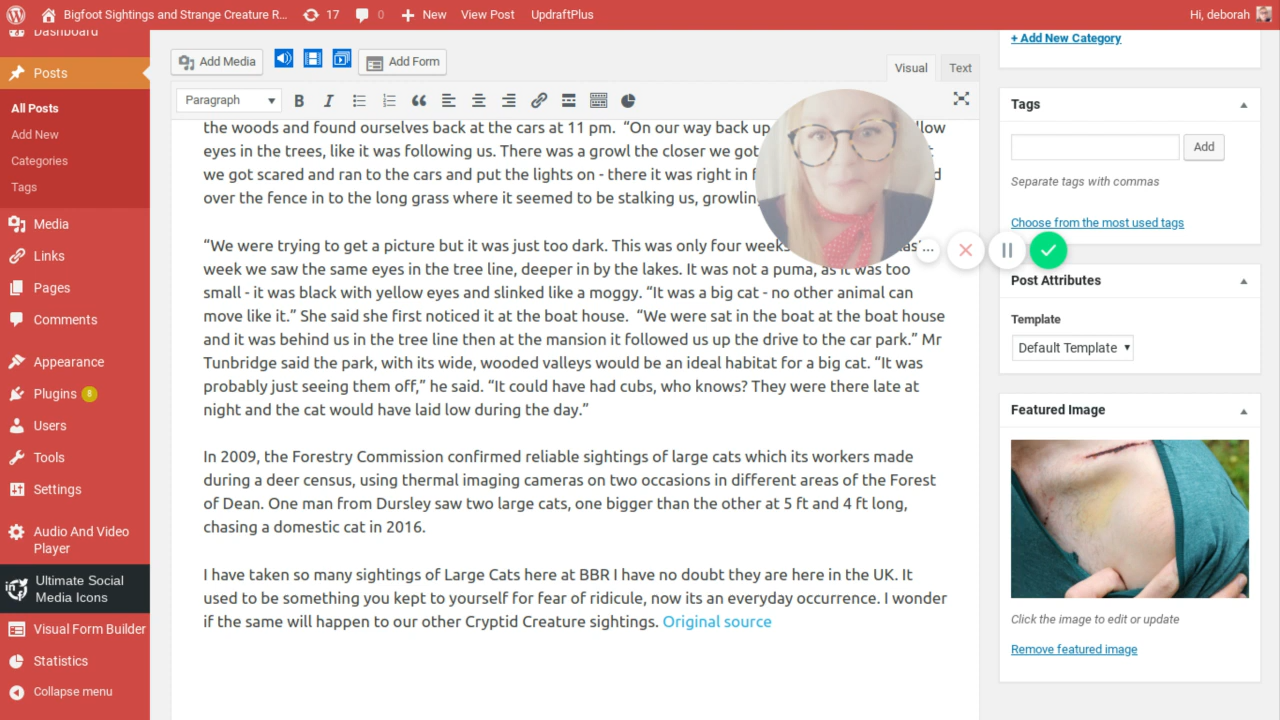 Bigfoot Sightings and Strange Creature R...
17
0
New
View Post
UpdraftPlus
Hi, deborah
Dashboard
Posts
All Posts
Add New
Categories
Tags
Media
Links
Pages
Comments
Appearance
Plugins 8
Users
Tools
Settings
Audio And Video
Player
Ultimate Social
Media Icons
Visual Form Builder
Statistics
Collapse menu
Add Media
Add Form
Visual
Text
Paragraph
the woods and found ourselves back at the cars at 11 pm. “On our way back up
eyes in the trees, like it was following us. There was a growl the closer we got
we got scared and ran to the cars and put the lights on - there it was right in
over the fence in to the long grass where it seemed to be stalking us,
“We were trying to get a picture but it was just too dark. This was only four weeks
week we saw the same eyes in the tree line, deeper in by the lakes. It was not a puma, as it was too
small - it was black with yellow eyes and slinked like a moggy. “It was a big cat - no other animal can
move like it.” She said she first noticed it at the boat house. “We were sat in the boat at the boat house
and it was behind us in the tree line then at the mansion it followed us up the drive to the car park.” Mr
Tunbridge said the park, with its wide, wooded valleys would be an ideal habitat for a big cat. “It was
probably just seeing them off,” he said. “It could have had cubs, who knows? They were there late at
night and the cat would have laid low during the day.”
In 2009, the Forestry Commission confirmed reliable sightings of large cats which its workers made
during a deer census, using thermal imaging cameras on two occasions in different areas of the Forest
of Dean. One man from Dursley saw two large cats, one bigger than the other at 5 ft and 4 ft long,
chasing a domestic cat in 2016.
I have taken so many sightings of Large Cats here at BBR I have no doubt they are here in the UK. It
used to be something you kept to yourself for fear of ridicule, now its an everyday occurrence. I wonder
if the same will happen to our other Cryptid Creature sightings. Original source
+ Add New Category
Tags
Add
Separate tags with commas
Choose from the most used tags
Post Attributes
Template
Default Template
Featured Image
Click the image to edit or update
Remove featured image